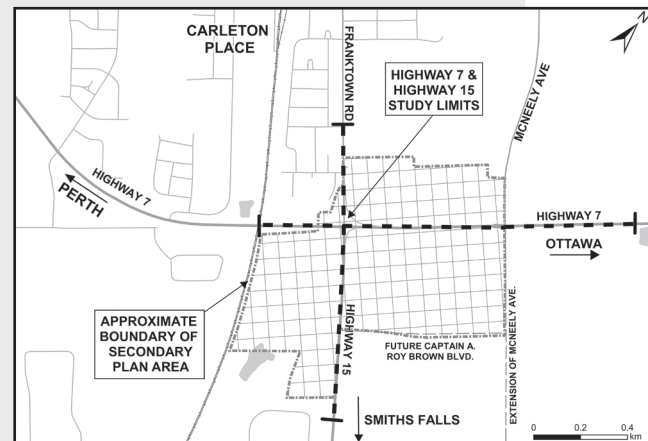 CARLETON
PLACE
FRANKTOWN RD
N
HIGHWAY 7 &
HIGHWAY 15
STUDY LIMITS
MCNEELY AVE
HIGHWAY 7
PERTH
HIGHWAY 7
OTTAWA
APPROXIMATE
BOUNDARY OF
SECONDARY
PLAN AREA
HIGHWAY 15
FUTURE CAPTAIN A.
ROY BROWN BLVD.
EXTENSION OF MCNEELY AVE.
SMITHS FALLS
0 0.2 0.4
km